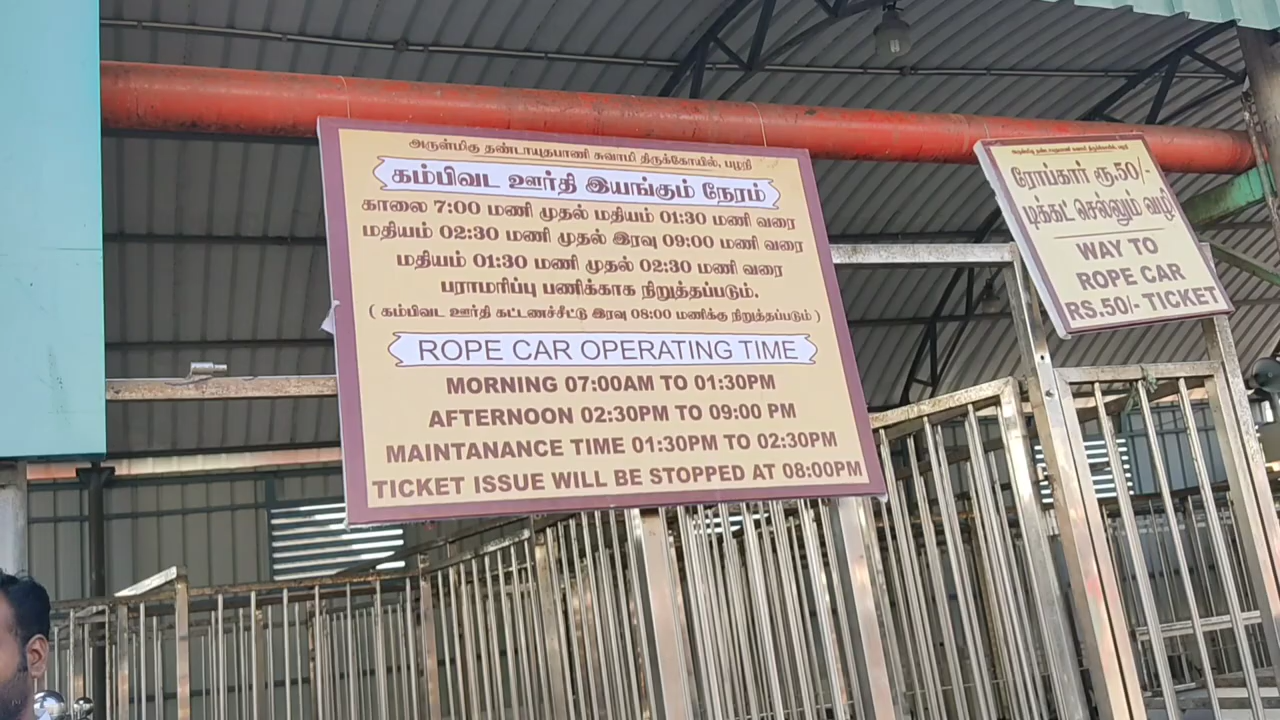 அருள்மிகு தண்டாயுதபாணி சுவாமி திருக்கோயில், பழநி
கம்பிவட ஊர்தி இயங்கும் நேரம்
காலை 7:00 மணி முதல் மதியம் 01:30 மணி வரை
மதியம் 02:30 மணி முதல் இரவு 09:00 மணி வரை
மதியம் 01:30 மணி முதல் 02:30 மணி வரை
பராமரிப்பு பணிக்காக நிறுத்தப்படும்.
( கம்பிவட ஊர்தி கட்டணச்சீட்டு இரவு 08:00 மணிக்கு நிறுத்தப்படும் )
ROPE CAR OPERATING TIME
MORNING 07:00AM TO 01:30PM
AFTERNOON 02:30PM TO 09:00 PM
MAINTANANCE TIME 01:30PM TO 02:30PM
TICKET ISSUE WILL BE STOPPED AT 08:00PM
அருள்மிகு தண்டாயுதபாணி சுவாமி திருக்கோயில், பழநி
ரோப்கார் ரூ.50/-
டிக்கட் செல்லும் வழி
WAY TO
ROPE CAR
RS.50/- TICKET